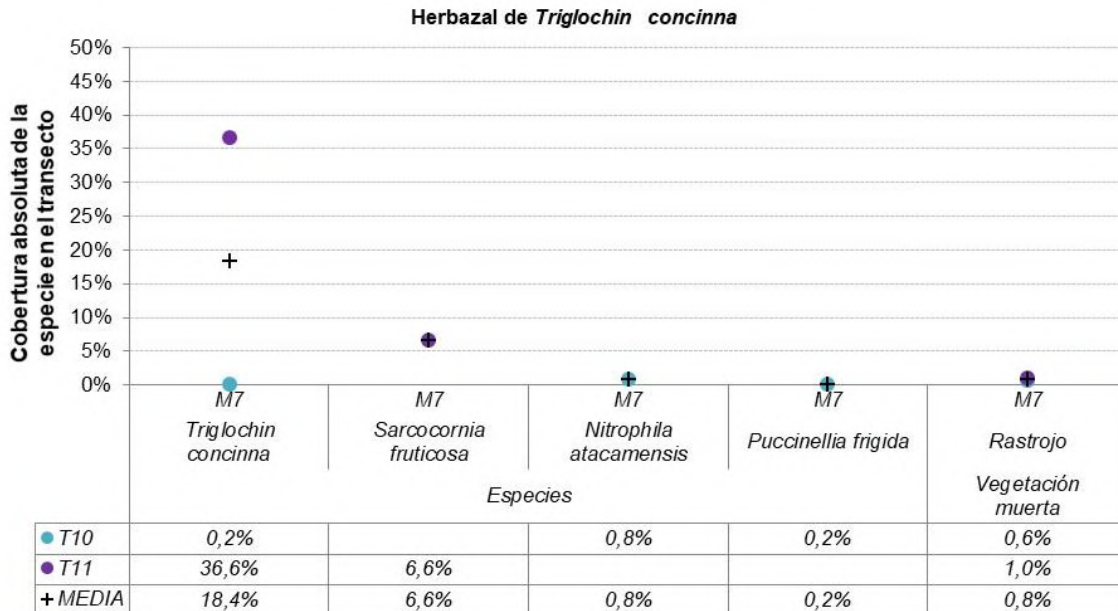 Herbazal de Triglochin concinna
Cobertura absoluta de la
especie en el transecto
50%
45%
40%
35%
30%
25%
20%
15%
10%
5%
0%
M7 M7 M7 M7 M7
Triglochin concinna Sarcocornia fruticosa Nitrophila atacamensis Puccinellia frigida Rastrojo
Especies Vegetación muerta
T10 0,2% 0,8% 0,2% 0,6%
T11 36,6% 6,6% 1,0%
MEDIA 18,4% 6,6% 0,8% 0,2% 0,8%